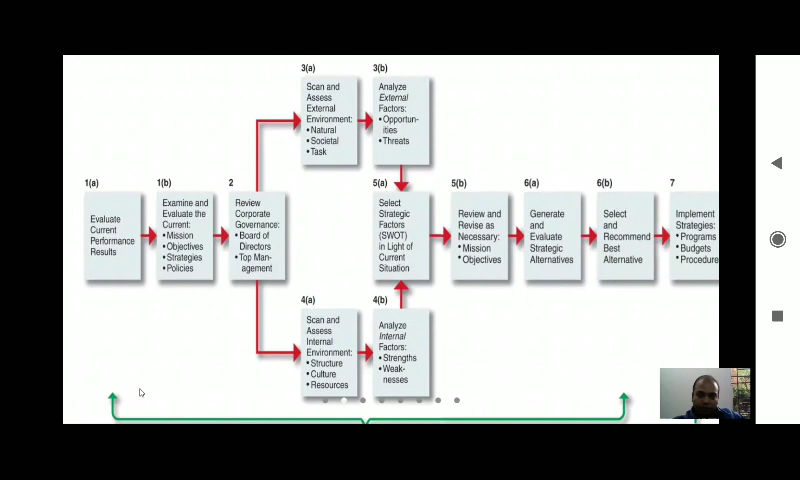 3(a)
Scan and
Assess
External
Environment:
• Natural
• Societal
• Task
3(b)
Analyze
External
Factors:
• Opportun-
ities
• Threats
1(a)
Evaluate
Current
Performance
Results
1(b)
Examine and
Evaluate the
Current:
• Mission
• Objectives
• Strategies
• Policies
2
Review
Corporate
Governance:
• Board of
Directors
• Top Man-
agement
5(a)
Select
Strategic
Factors
(SWOT)
in Light of
Current
Situation
5(b)
Review and
Revise as
Necessary:
• Mission
• Objectives
6(a)
Generate
and
Evaluate
Strategic
Alternatives
6(b)
Select
and
Recommend
Best
Alternative
7
Implement
Strategies:
• Programs
• Budgets
• Procedure
4(a)
Scan and
Assess
Internal
Environment:
• Structure
• Culture
• Resources
4(b)
Analyze
Internal
Factors:
• Strengths
• Weak-
nesses